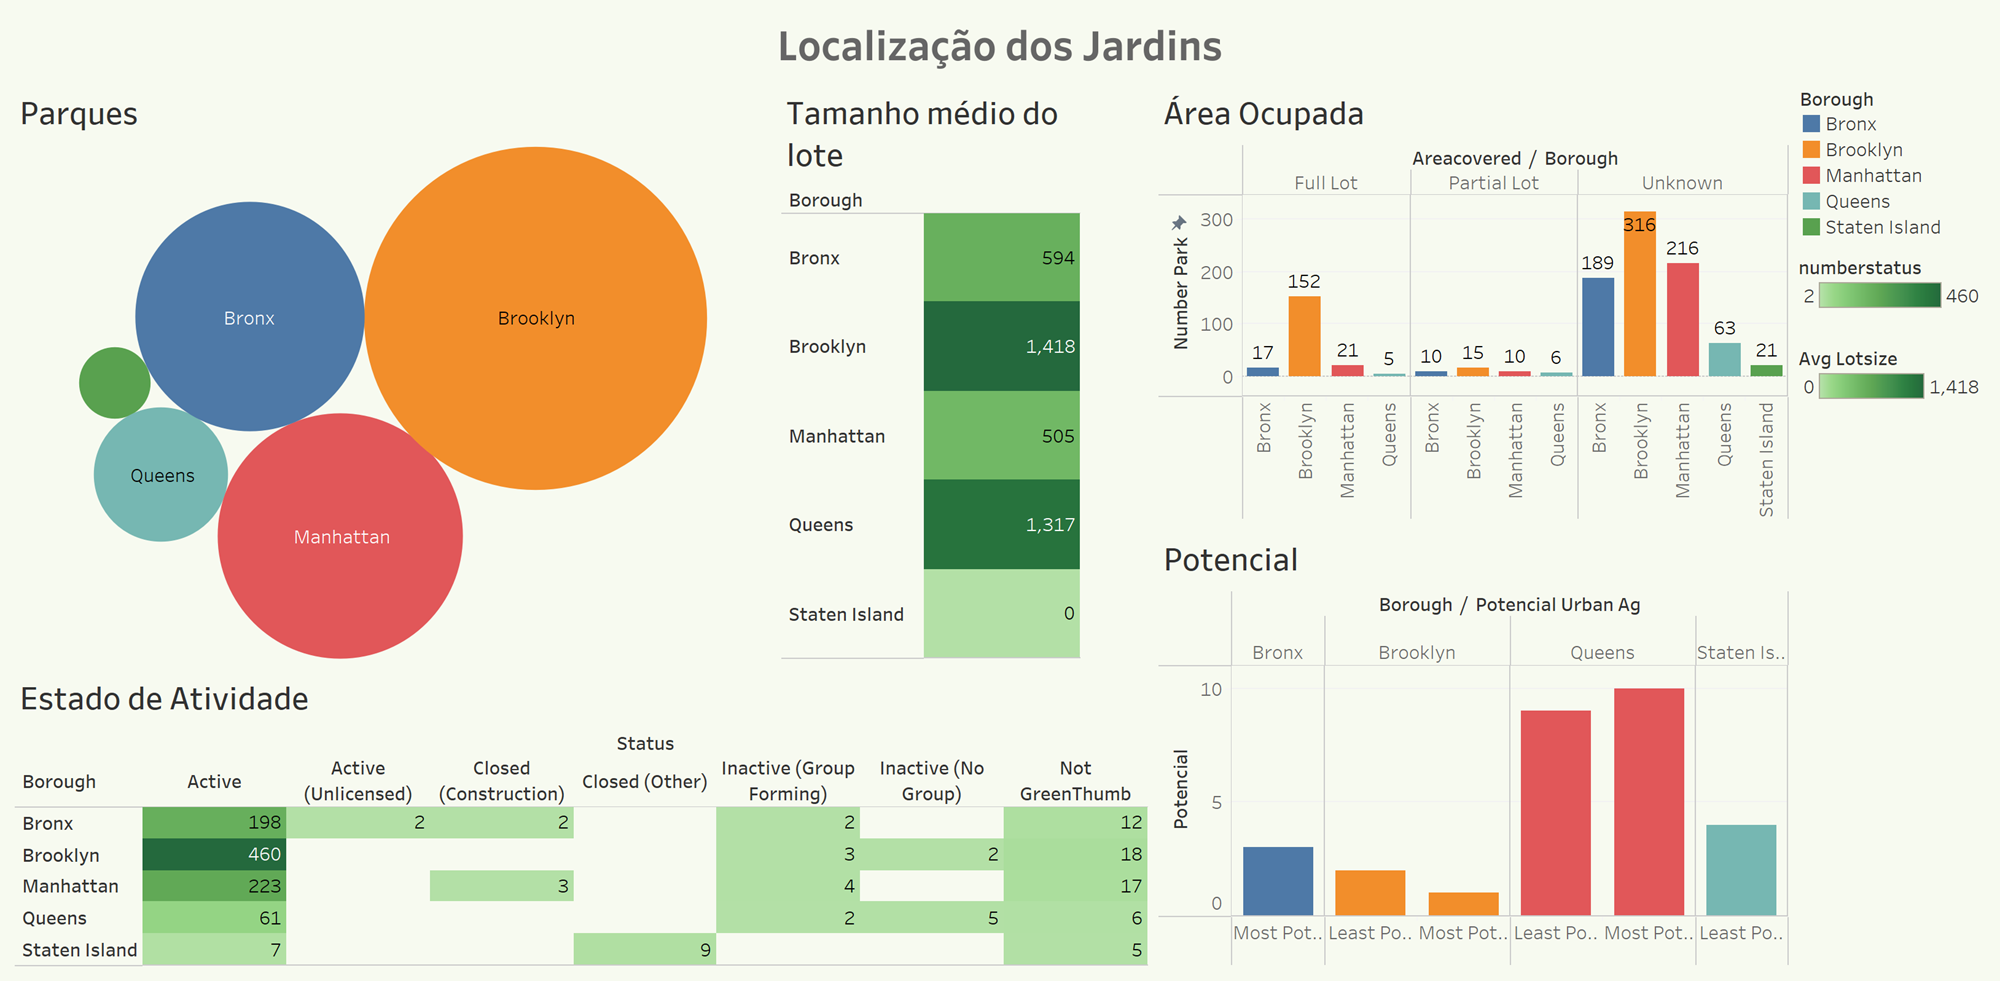 Localização dos Jardins
Parques
Bronx
Brooklyn
Queens
Manhattan
Tamanho médio do
lote
Borough
Bronx 594
Brooklyn 1,418
Manhattan 505
Queens 1,317
Staten Island 0
Área Ocupada
Areacovered / Borough
Full Lot Partial Lot Unknown
Number Park
300
200
100
0
17 152 21 5 10 15 10 6 189 316 216 63 21
Bronx Brooklyn Manhattan Queens Bronx Brooklyn Manhattan Queens Bronx Brooklyn Manhattan Queens Staten Island
Borough
Bronx
Brooklyn
Manhattan
Queens
Staten Island
numberstatus
2 460
Avg Lotsize
0 1,418
Estado de Atividade
Status
Borough Active Active (Unlicensed) Closed (Construction) Closed (Other) Inactive (Group Forming) Inactive (No Group) Not GreenThumb
Bronx 198 2 2 2 12
Brooklyn 460 3 2 18
Manhattan 223 3 4 17
Queens 61 2 5 6
Staten Island 7 9 5
Potencial
Borough / Potencial Urban Ag
Bronx Brooklyn Queens Staten Is..
Potencial
10
5
0
Most Pot.. Least Po.. Most Pot.. Least Po.. Most Pot.. Least Po..